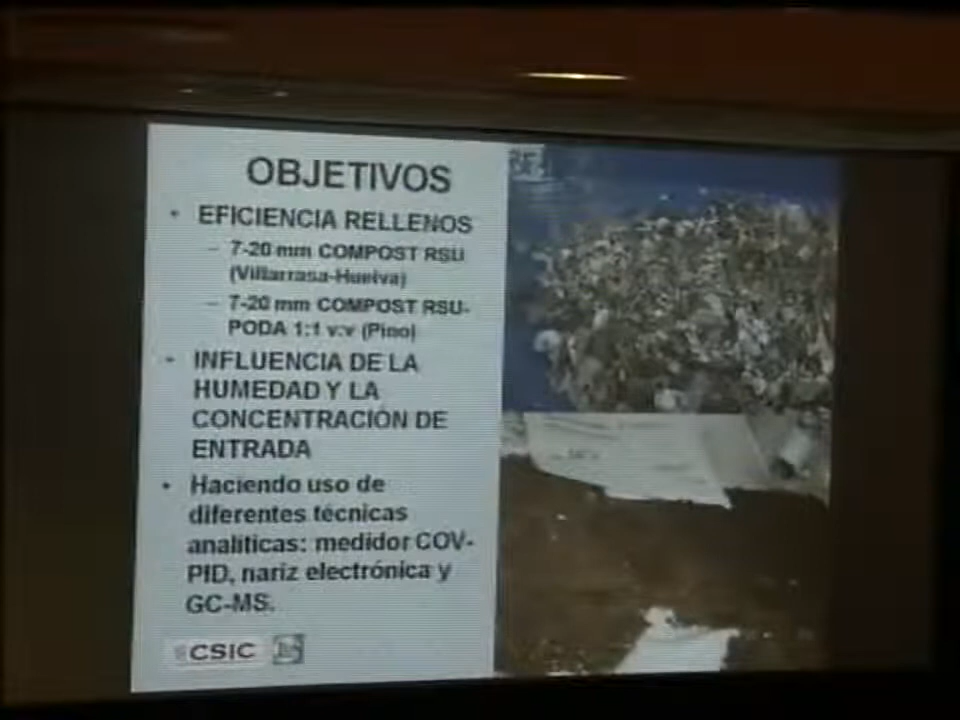 OBJETIVOS
• EFICIENCIA RELLENOS
– 7-20 mm COMPOST RSU
(Villarrasa-Huelva)
– 7-20 mm COMPOST RSU-
PODA 1:1 v:v (Pino)
• INFLUENCIA DE LA
HUMEDAD Y LA
CONCENTRACIÓN DE
ENTRADA
• Haciendo uso de
diferentes técnicas
analíticas: medidor COV-
PID, nariz electrónica y
GC-MS.
CSIC